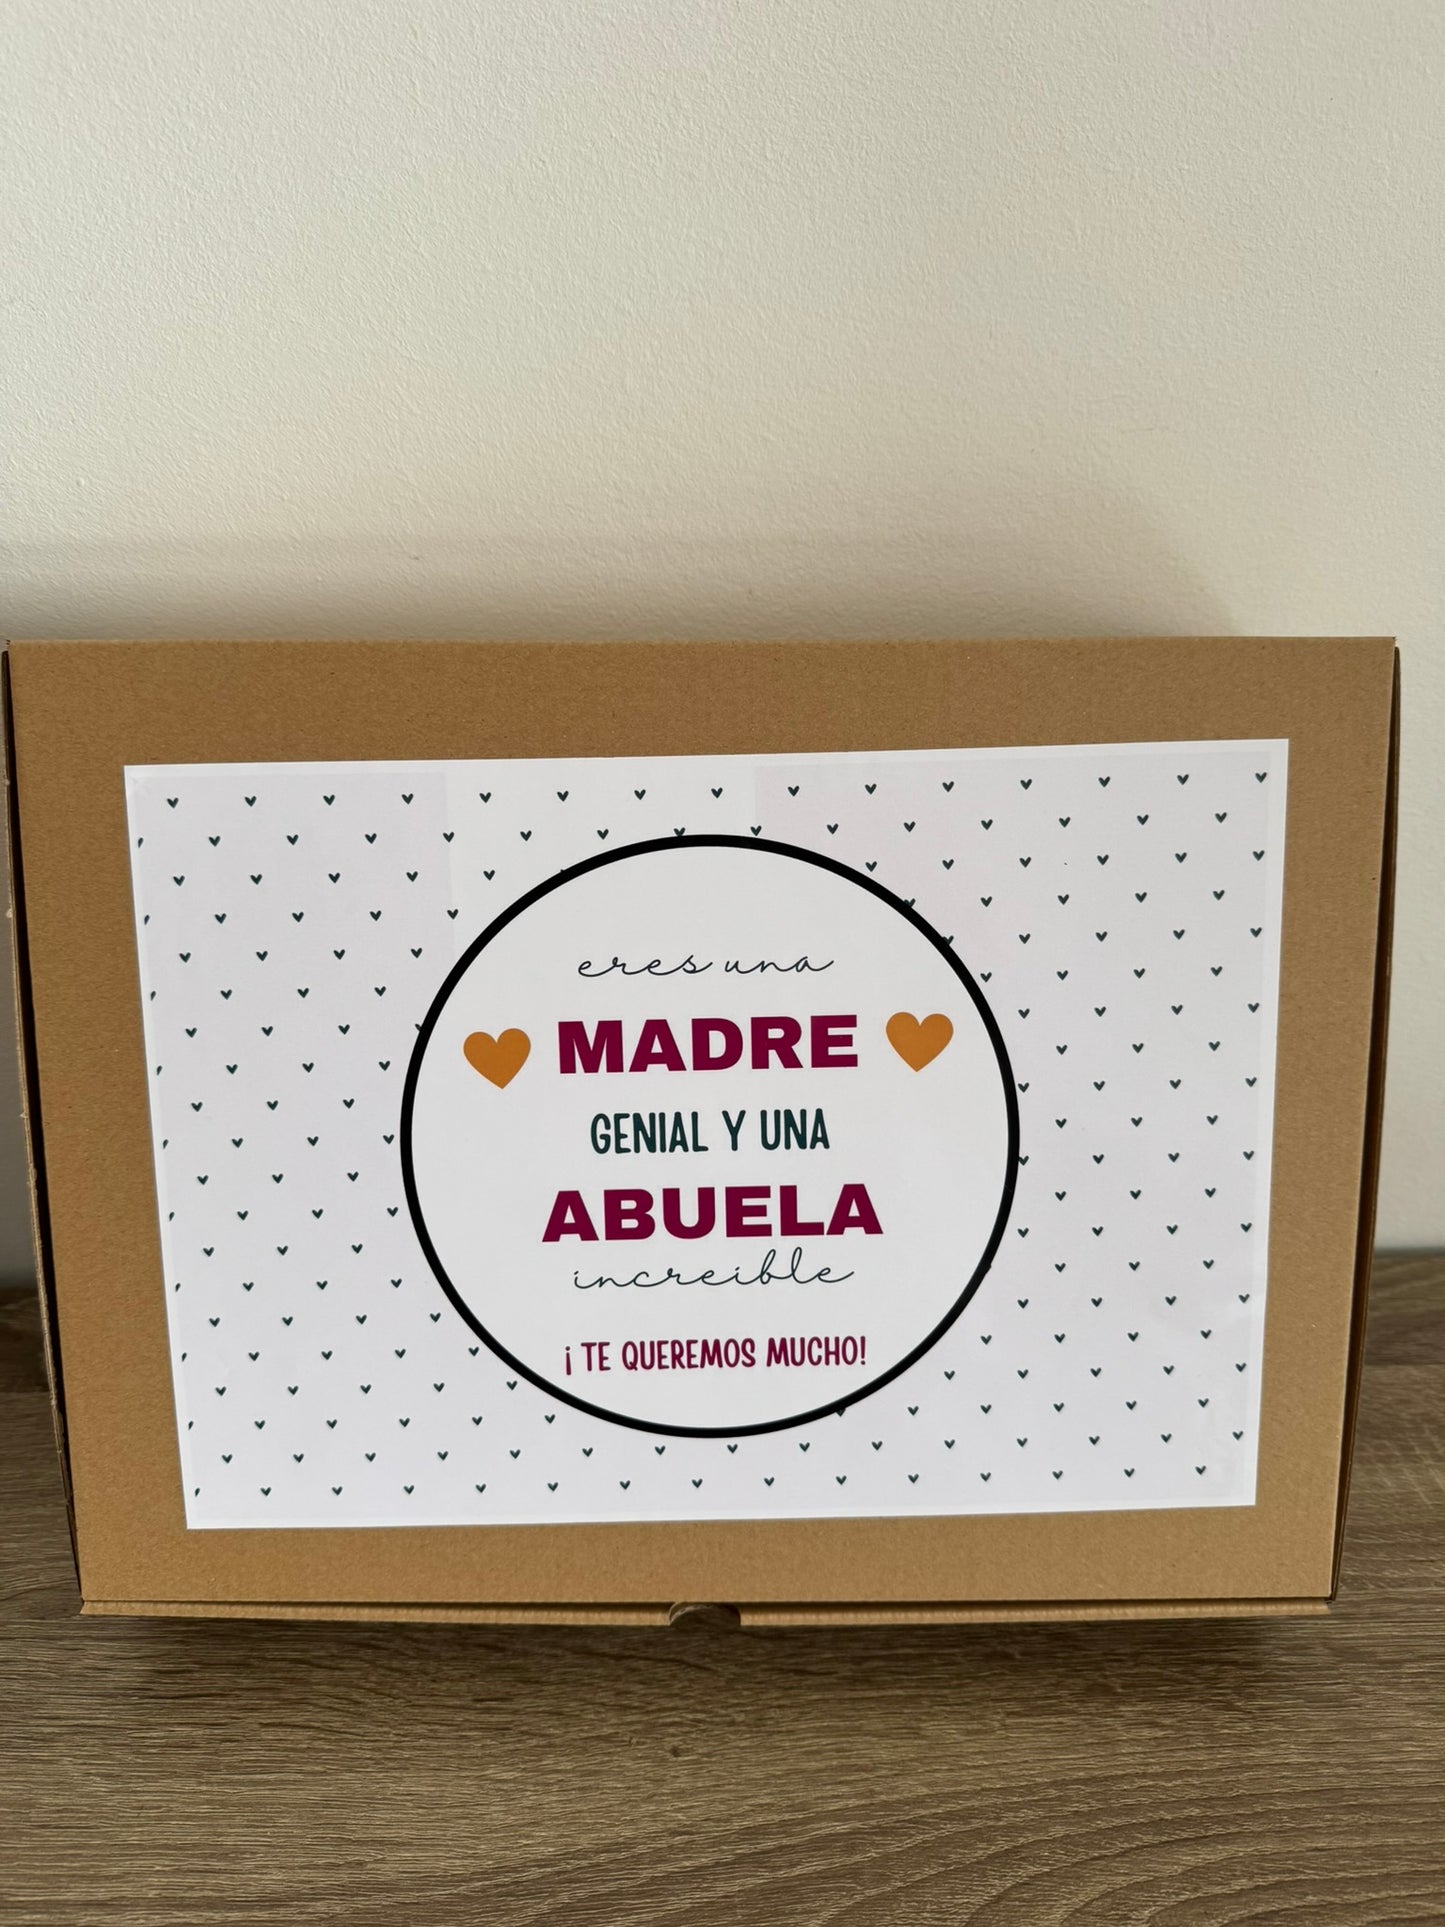 eres una
MADRE
GENIAL Y UNA
ABUELA
increible
¡ TE QUEREMOS MUCHO!